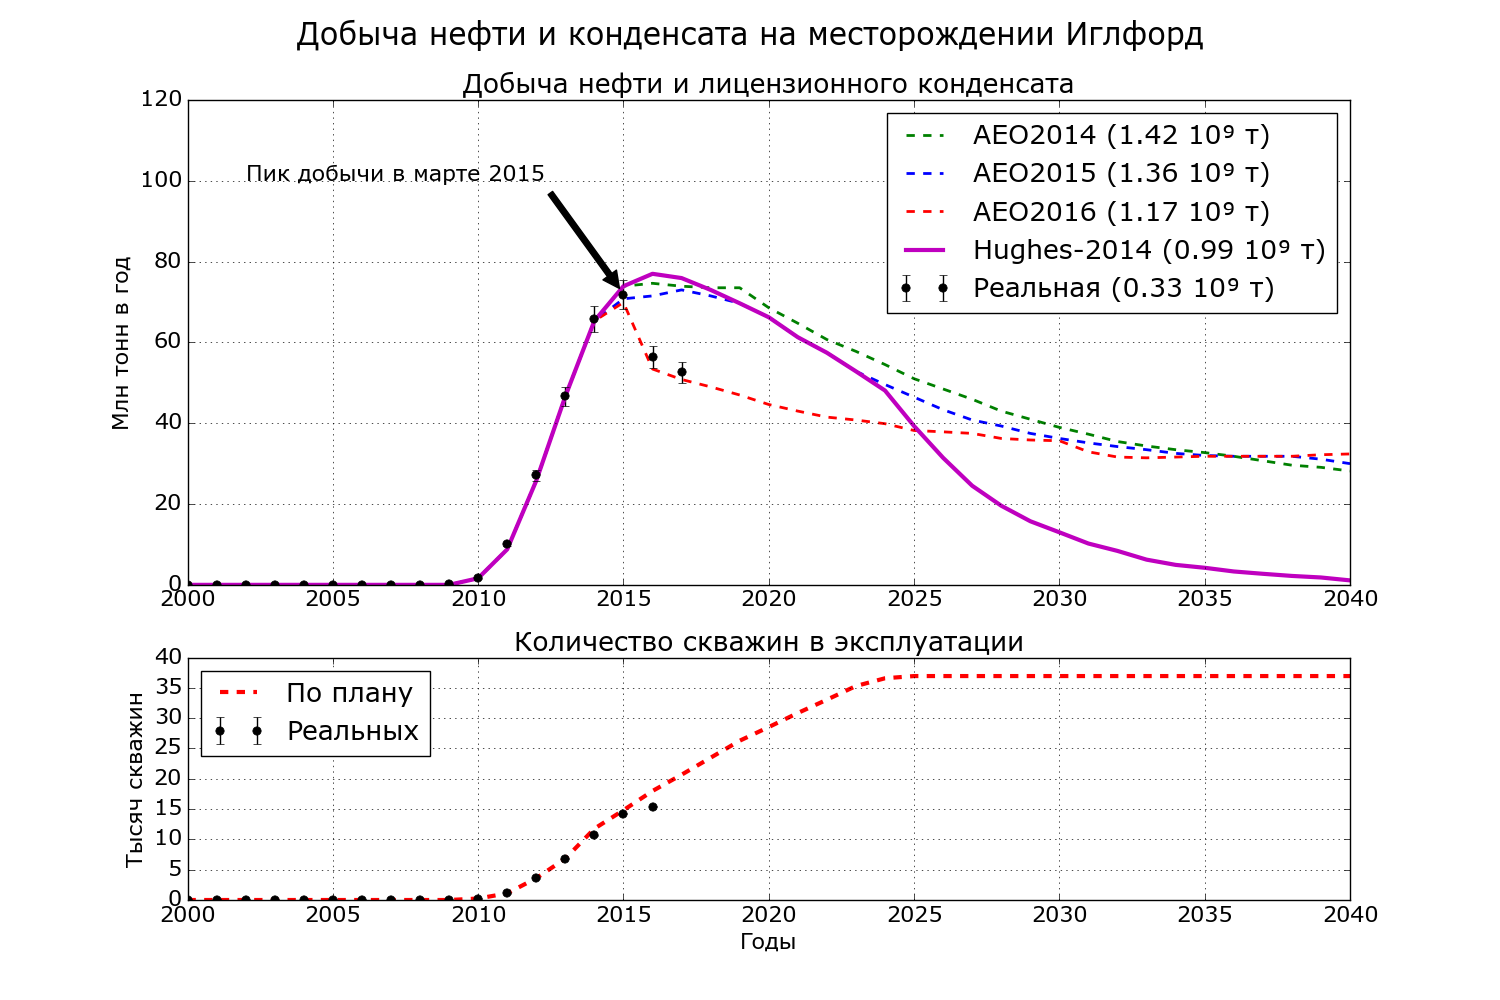 Добыча нефти и конденсата на месторождении Иглфорд
Добыча нефти и лицензионного конденсата
Млн тонн в год
120
100
80
60
40
20
0
Пик добычи в марте 2015
AEO2014 (1.42 10⁹ т)
AEO2015 (1.36 10⁹ т)
AEO2016 (1.17 10⁹ т)
Hughes-2014 (0.99 10⁹ т)
Реальная (0.33 10⁹ т)
2000 2005 2010 2015 2020 2025 2030 2035 2040
Количество скважин в эксплуатации
Тысяч скважин
40
35
30
25
20
15
10
5
0
По плану
Реальных
2000 2005 2010 2015 2020 2025 2030 2035 2040
Годы